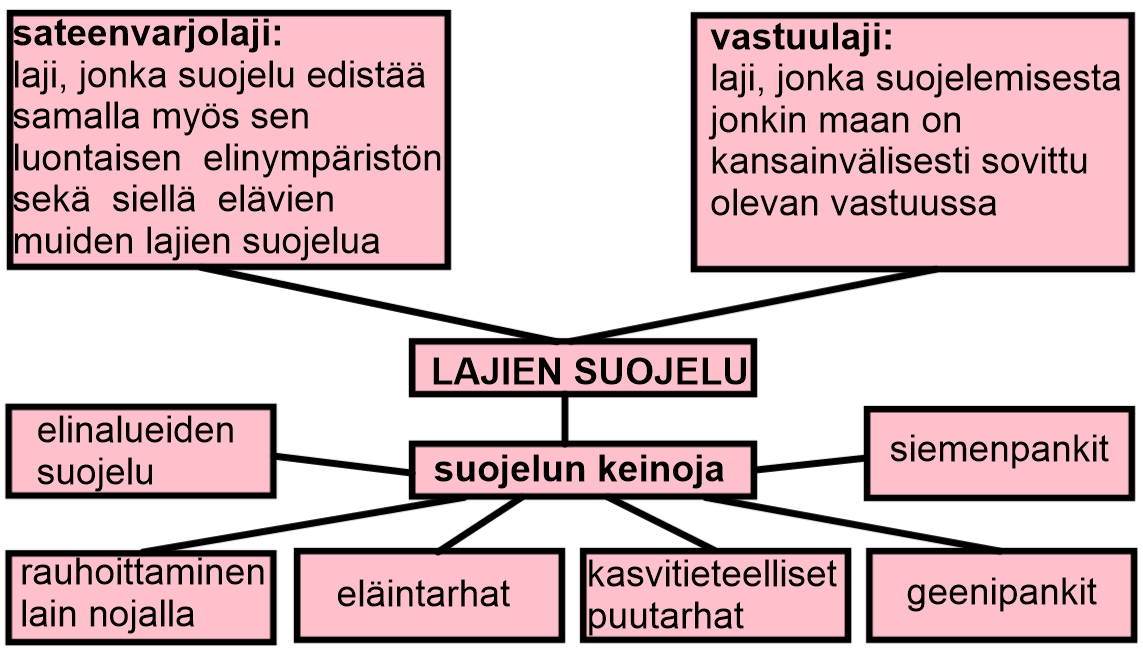 sateenvarjolaji:
laji, jonka suojelu edistää
samalla myös sen
luontaisen elinympäristön
sekä siellä elävien
muiden lajien suojelua
vastuulaji:
laji, jonka suojelemisesta
jonkin maan on
kansainvälisesti sovittu
olevan vastuussa
LAJIEN SUOJELU
elinalueiden
suojelu
suojelun keinoja
siemenpankit
rauhoittaminen
lain nojalla
eläintarhat
kasvitieteelliset
puutarhat
geenipankit